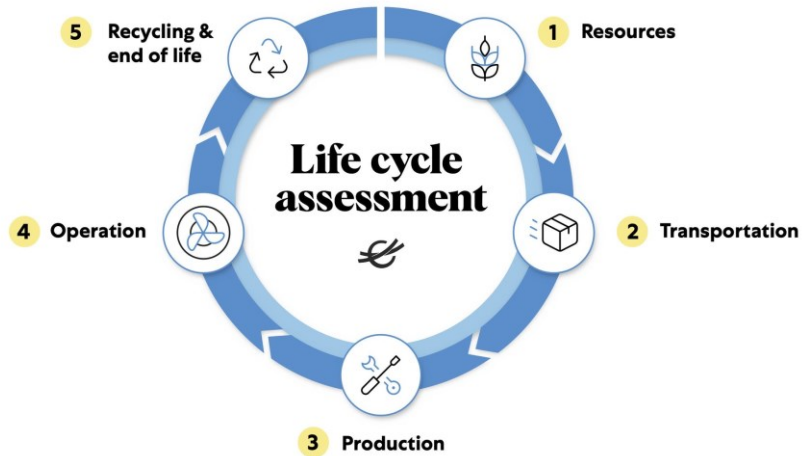 Life cycle
assessment
1 Resources
2 Transportation
3 Production
4 Operation
5 Recycling &
end of life